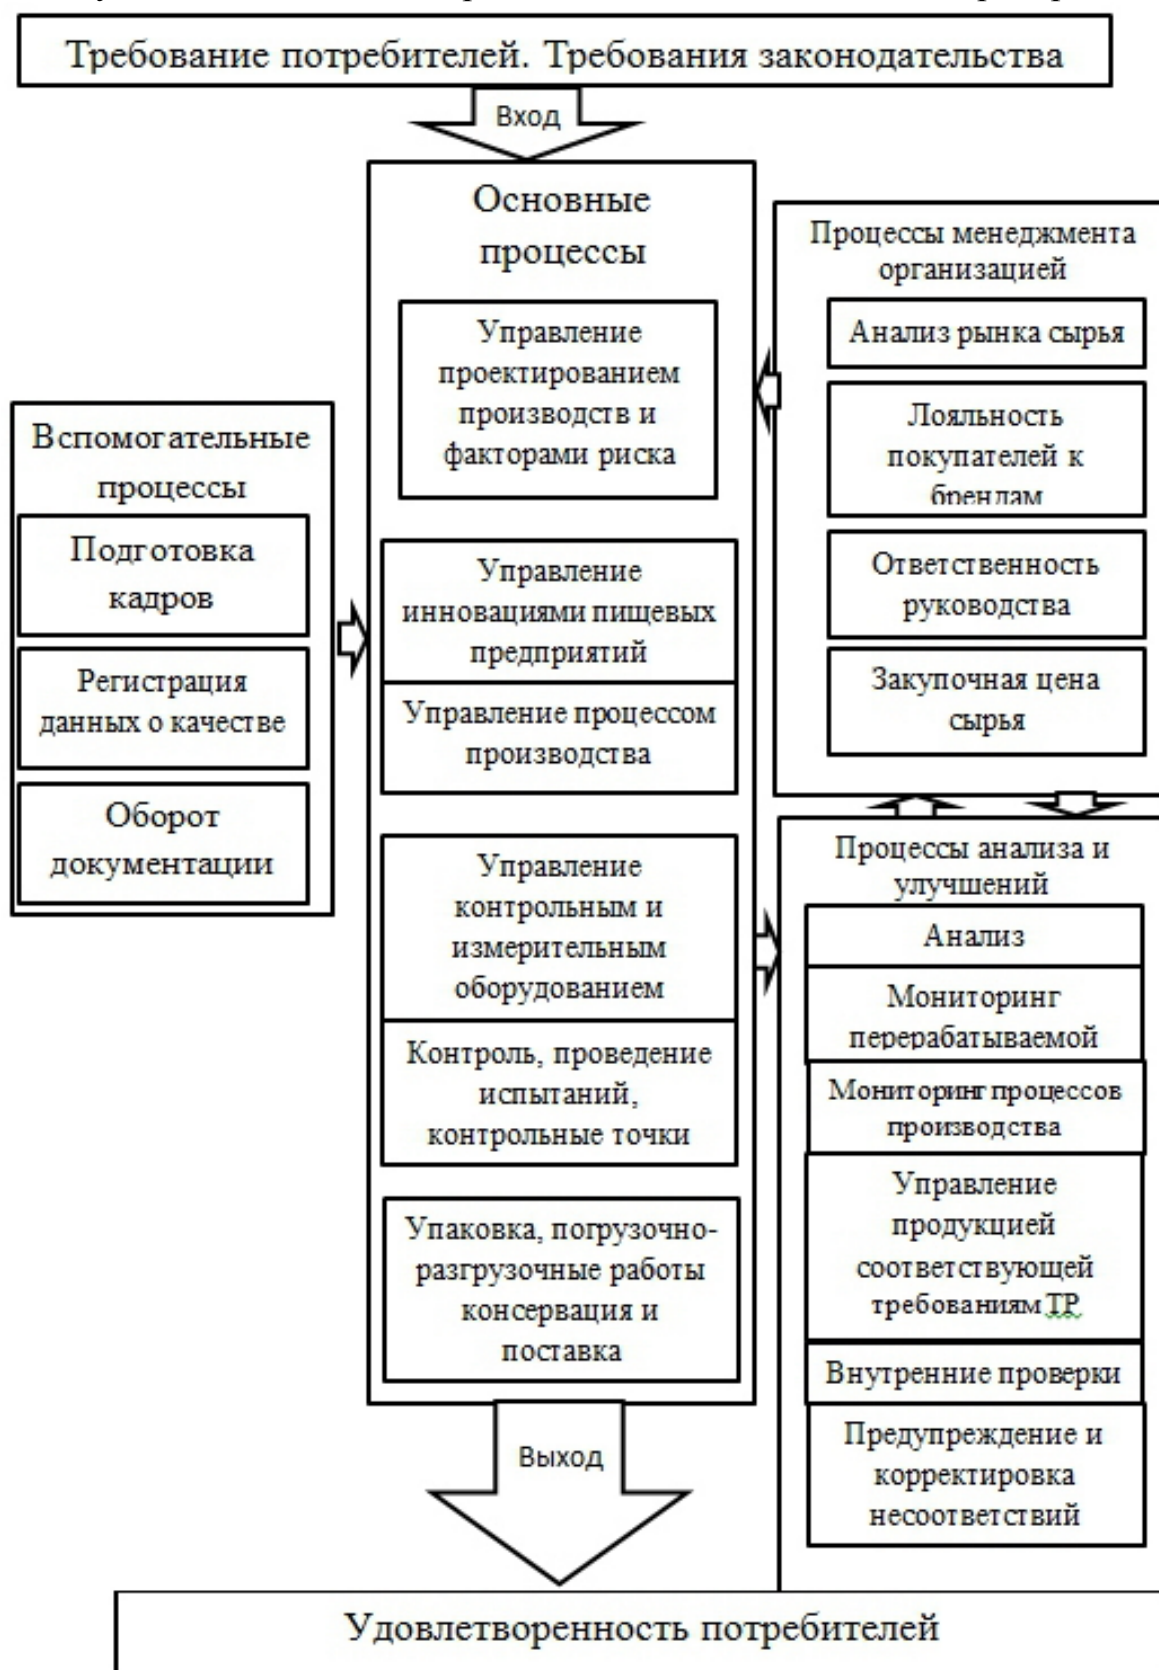 Требование потребителей. Требования законодательства
Вход
Основные
процессы
Управление
проектированием
производств и
факторами риска
Управление
инновациями пищевых
предприятий
Управление процессом
производства
Управление
контрольным и
измерительным
оборудованием
Контроль, проведение
испытаний,
контрольные точки
Упаковка, погрузочно-
разгрузочные работы
консервация и
поставка
Вспомогательные
процессы
Подготовка
кадров
Регистрация
данных о качестве
Оборот
документации
Процессы менеджмента
организацией
Анализ рынка сырья
Лояльность
покупателей к
брендам
Ответственность
руководства
Закупочная цена
сырья
Процессы анализа и
улучшений
Анализ
Мониторинг
перерабатываемой
Мониторинг процессов
производства
Управление
продукцией
соответствующей
требованиям ТР
Внутренние проверки
Предупреждение и
корректировка
несоответствий
Выход
Удовлетворенность потребителей